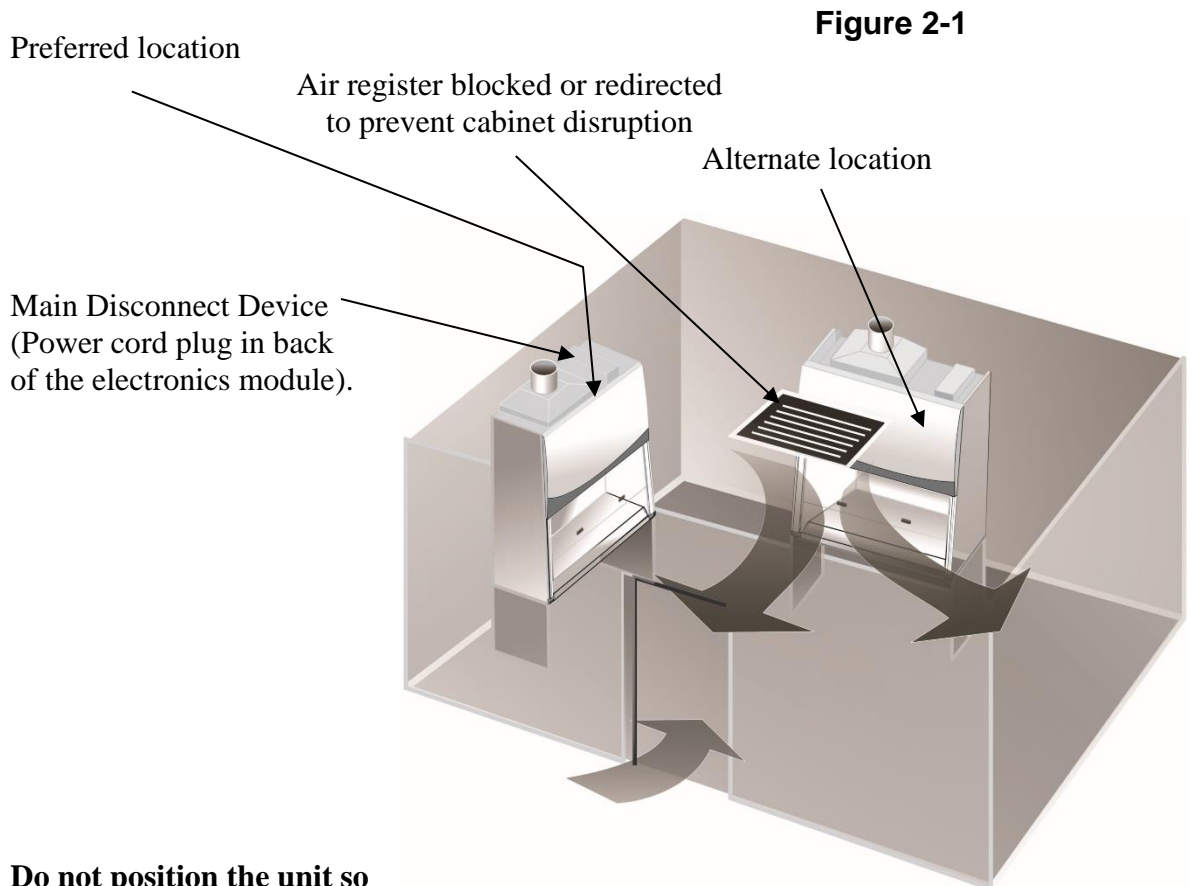 Figure 2-1
Preferred location
Air register blocked or redirected
to prevent cabinet disruption
Alternate location
Main Disconnect Device
(Power cord plug in back
of the electronics module).
Do not position the unit so